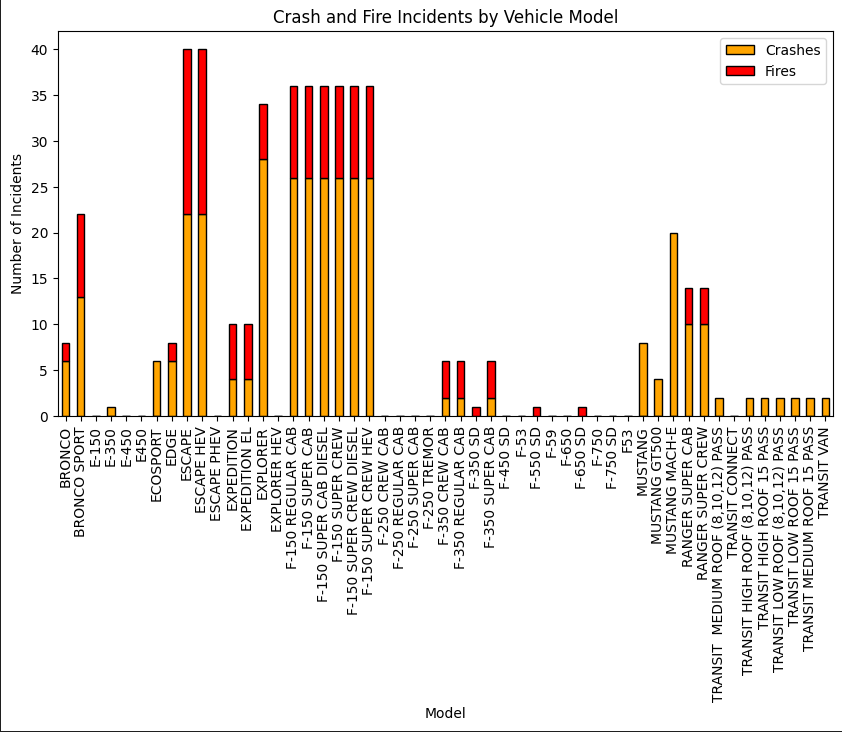 Crash and Fire Incidents by Vehicle Model
Crashes
Fires
Number of Incidents
40
35
30
25
20
15
10
5
0
BRONCO
BRONCO SPORT
E-150
E-350
E-450
E450
ECOSPORT
EDGE
ESCAPE
ESCAPE HEV
ESCAPE PHEV
EXPEDITION
EXPEDITION EL
EXPLORER
EXPLORER HEV
F-150 REGULAR CAB
F-150 SUPER CAB
F-150 SUPER CAB DIESEL
F-150 SUPER CREW
F-150 SUPER CREW DIESEL
F-150 SUPER CREW HEV
F-250 CREW CAB
F-250 REGULAR CAB
F-250 SUPER CAB
F-250 TREMOR
F-350 CREW CAB
F-350 REGULAR CAB
F-350 SD
F-350 SUPER CAB
F-450 SD
F-53
F-550 SD
F-59
F-650
F-650 SD
F-750
F-750 SD
F53
MUSTANG
MUSTANG GT500
MUSTANG MACH-E
RANGER SUPER CAB
RANGER SUPER CREW
TRANSIT  MEDIUM ROOF (8,10,12) PASS
TRANSIT CONNECT
TRANSIT HIGH ROOF (8,10,12) PASS
TRANSIT HIGH ROOF 15 PASS
TRANSIT LOW ROOF (8,10,12) PASS
TRANSIT LOW ROOF 15 PASS
TRANSIT MEDIUM ROOF 15 PASS
TRANSIT VAN
Model